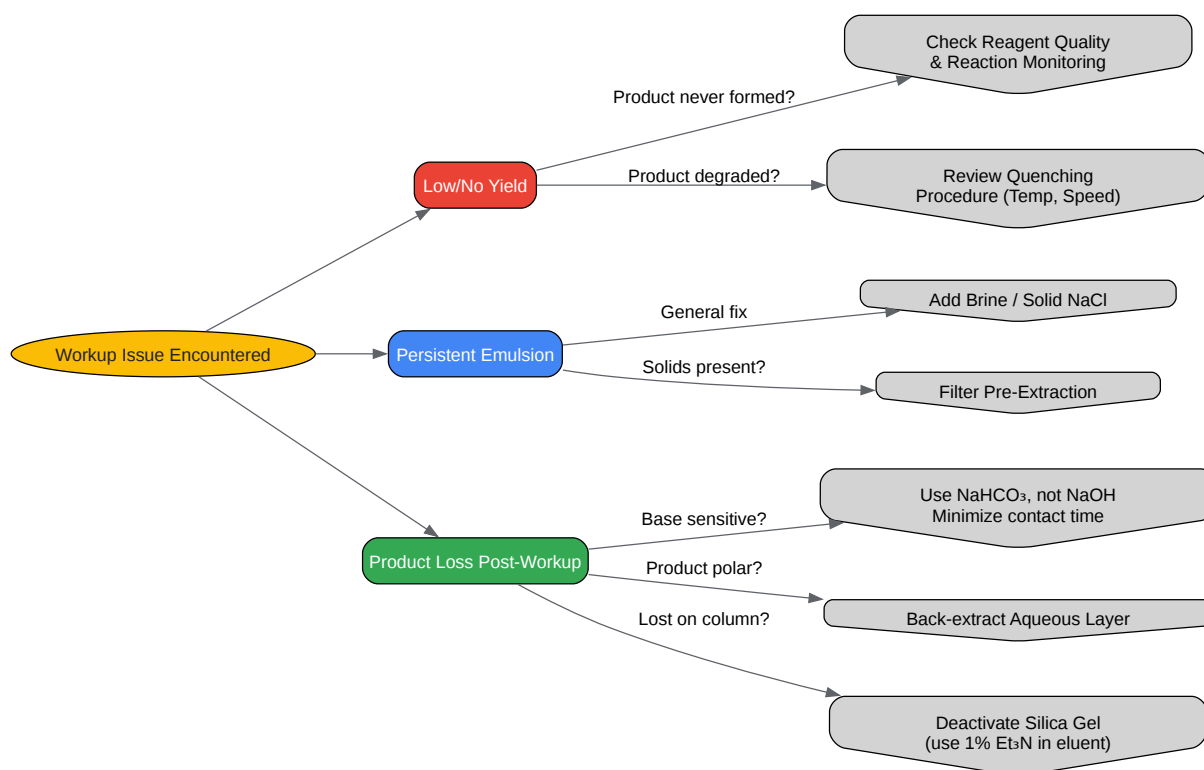 Check Reagent Quality
& Reaction Monitoring
Product never formed?
Low/No Yield
Product degraded?
Review Quenching
Procedure (Temp, Speed)
Add Brine / Solid NaCl
General fix
Workup Issue Encountered
Persistent Emulsion
Solids present?
Filter Pre-Extraction
Use NaHCO₃, not NaOH
Minimize contact time
Base sensitive?
Product Loss Post-Workup
Product polar?
Back-extract Aqueous Layer
Lost on column?
Deactivate Silica Gel
(use 1% Et₃N in eluent)